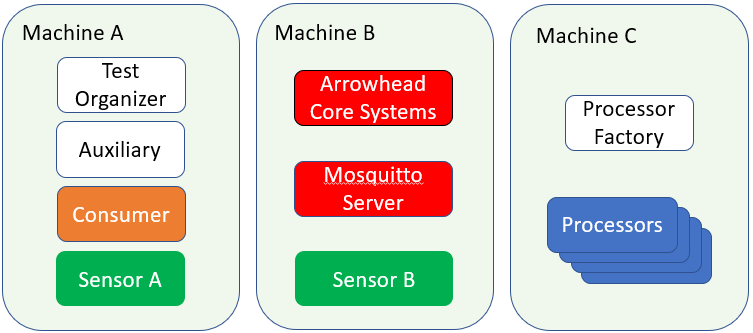 Machine A
Test
Organizer
Auxiliary
Consumer
Sensor A
Machine B
Arrowhead
Core Systems
Mosquitto
Server
Sensor B
Machine C
Processor
Factory
Processors